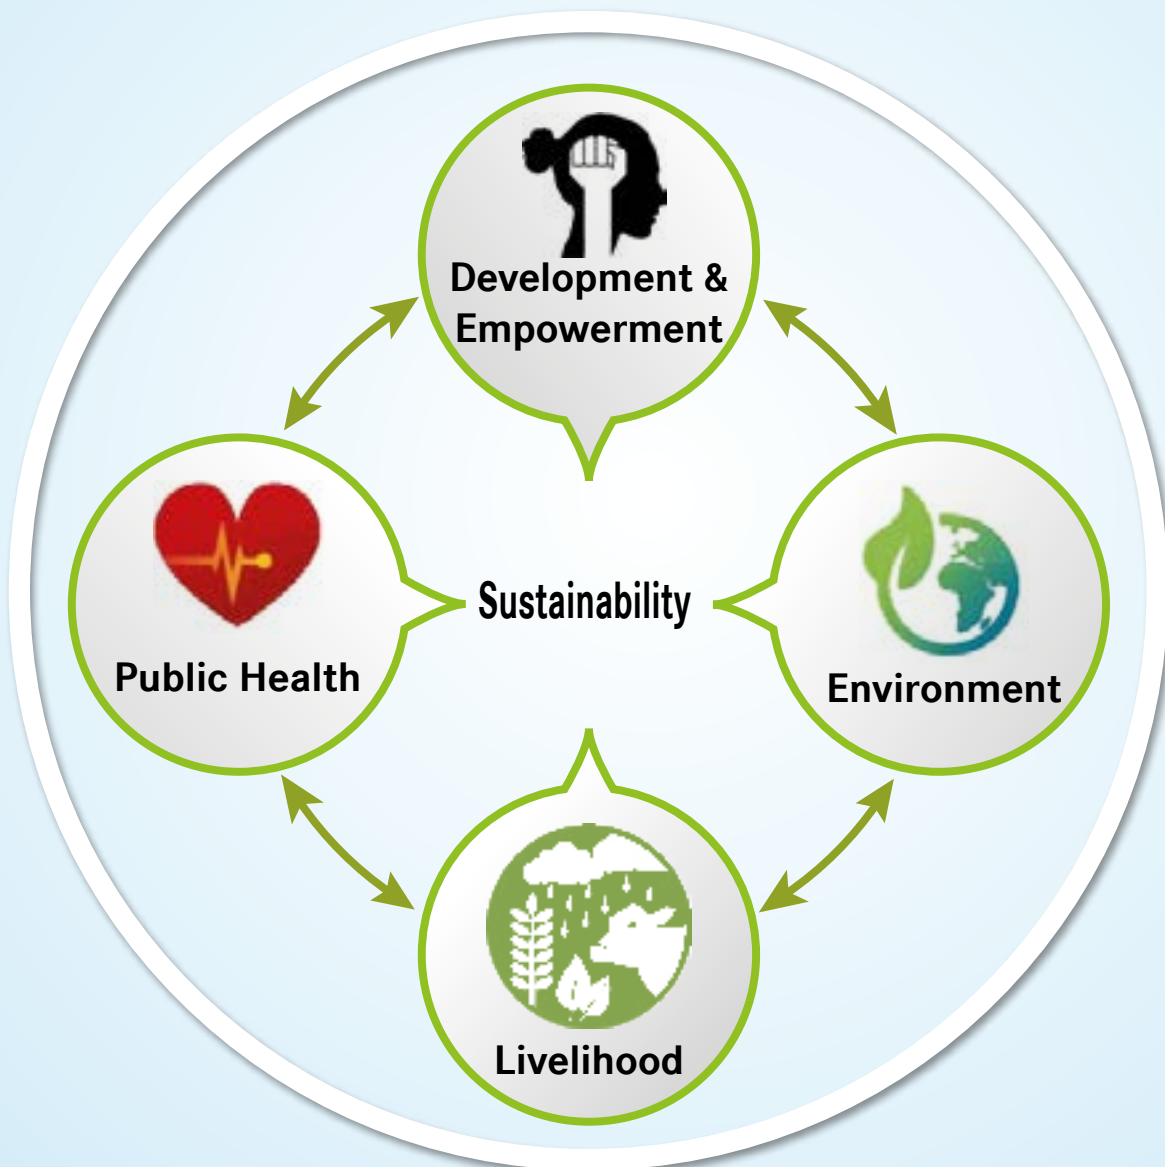 Development &
Empowerment
Public Health
Sustainability
Environment
Livelihood